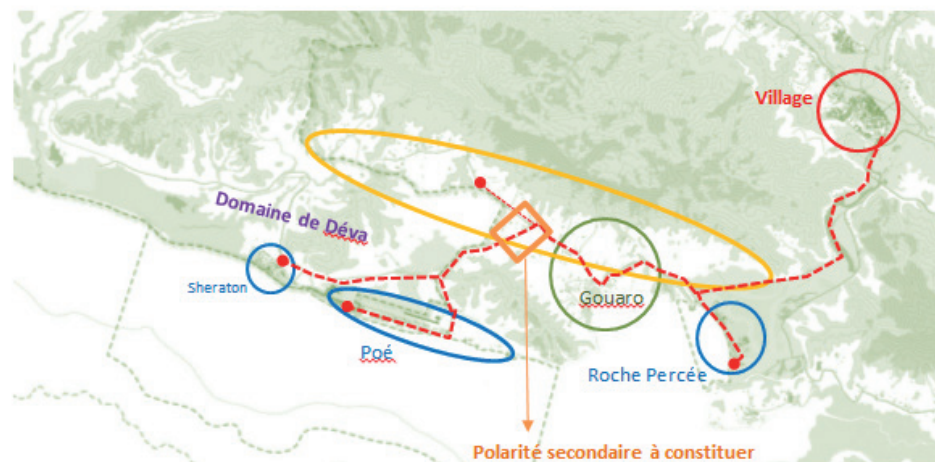 Village
Domaine de Déva
Sheraton
Gouaro
Poé
Roche Percée
Polarité secondaire à constituer